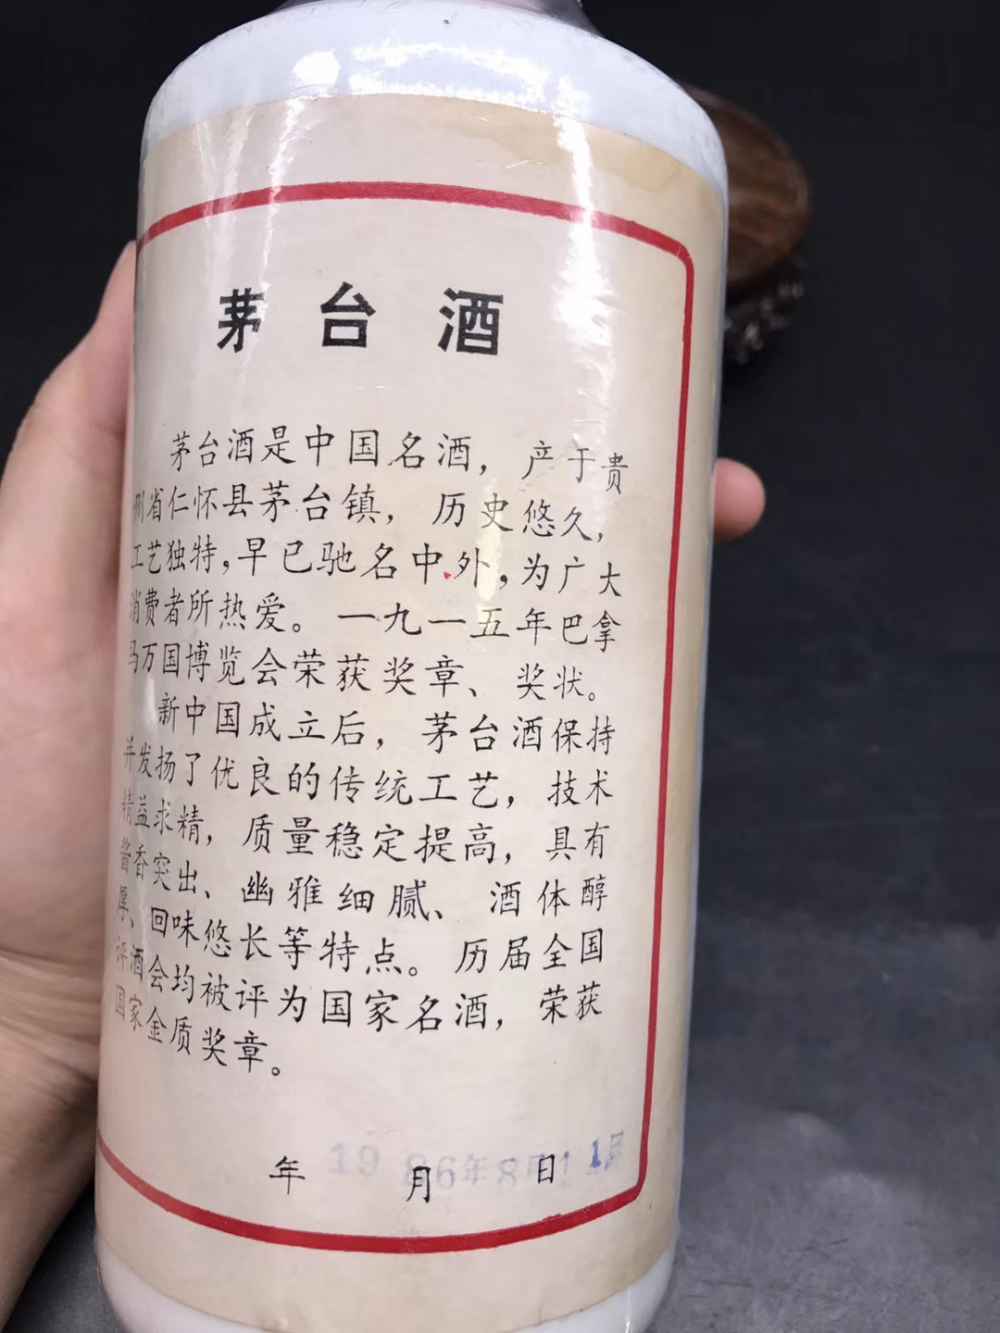 茅台酒
茅台酒是中国名酒，产于贵
州省仁怀县茅台镇，历史悠久，
工艺独特，早已驰名中外，为广大
消费者所热爱。一九一五年巴拿
马万国博览会荣获奖章、奖状。
新中国成立后，茅台酒保持
并发扬了优良的传统工艺，技术
精益求精，质量稳定提高，具有
酱香突出、幽雅细腻、酒体醇
厚、回味悠长等特点。历届全国
评酒会均被评为国家名酒，荣获
国家金质奖章。
年 月 日
1986年8月